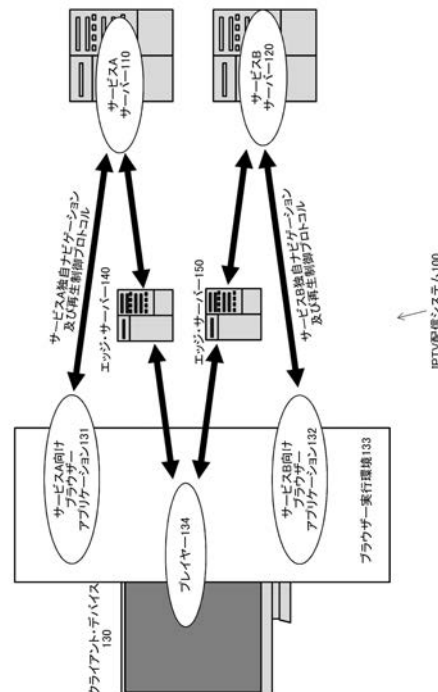 サービスA
サーバー110
サービスB
サーバー120
サービスA独自ナビゲーション
及び再生制御プロトコル
エッジ・サーバー140
エッジ・サーバー150
サービスB独自ナビゲーション
及び再生制御プロトコル
IPTV配信システム100
サービスA向け
ブラウザー
アプリケーション131
プレイヤー134
サービスB向け
ブラウザー
アプリケーション132
ブラウザー実行環境133
クライアント・デバイス
130